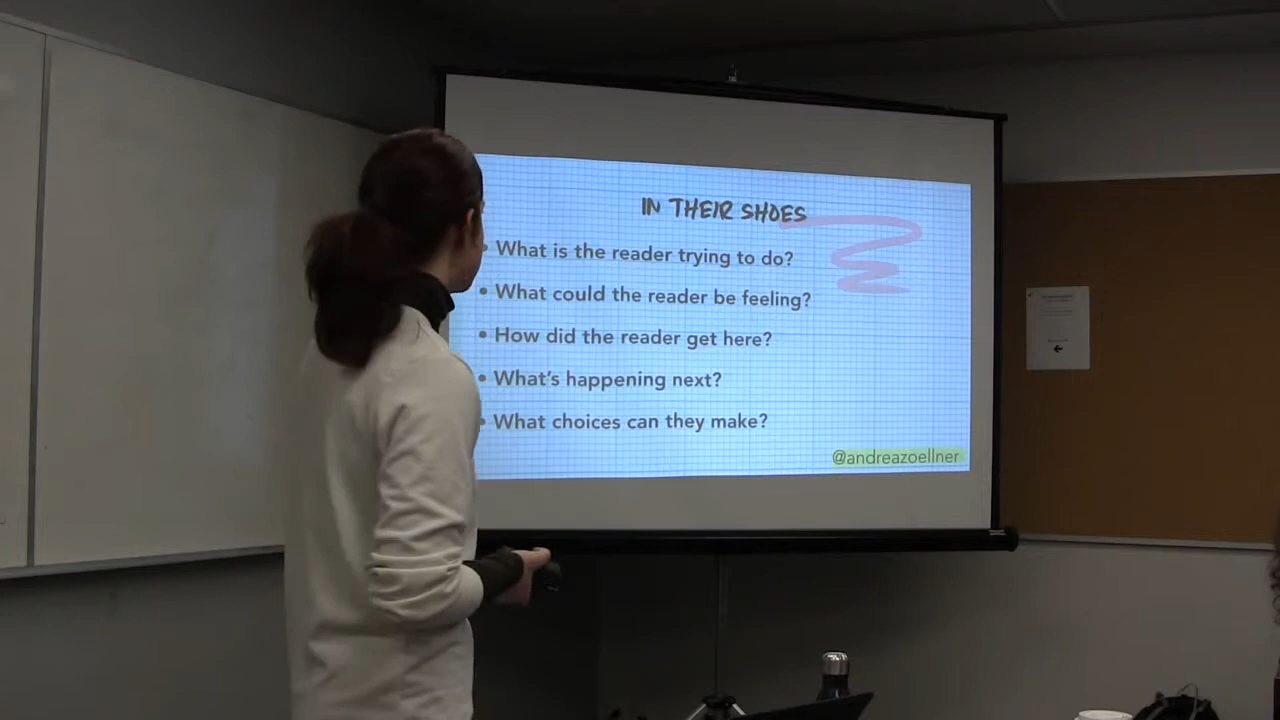 IN THEIR SHOES
• What is the reader trying to do?
• What could the reader be feeling?
• How did the reader get here?
• What's happening next?
• What choices can they make?
@andreazoellner